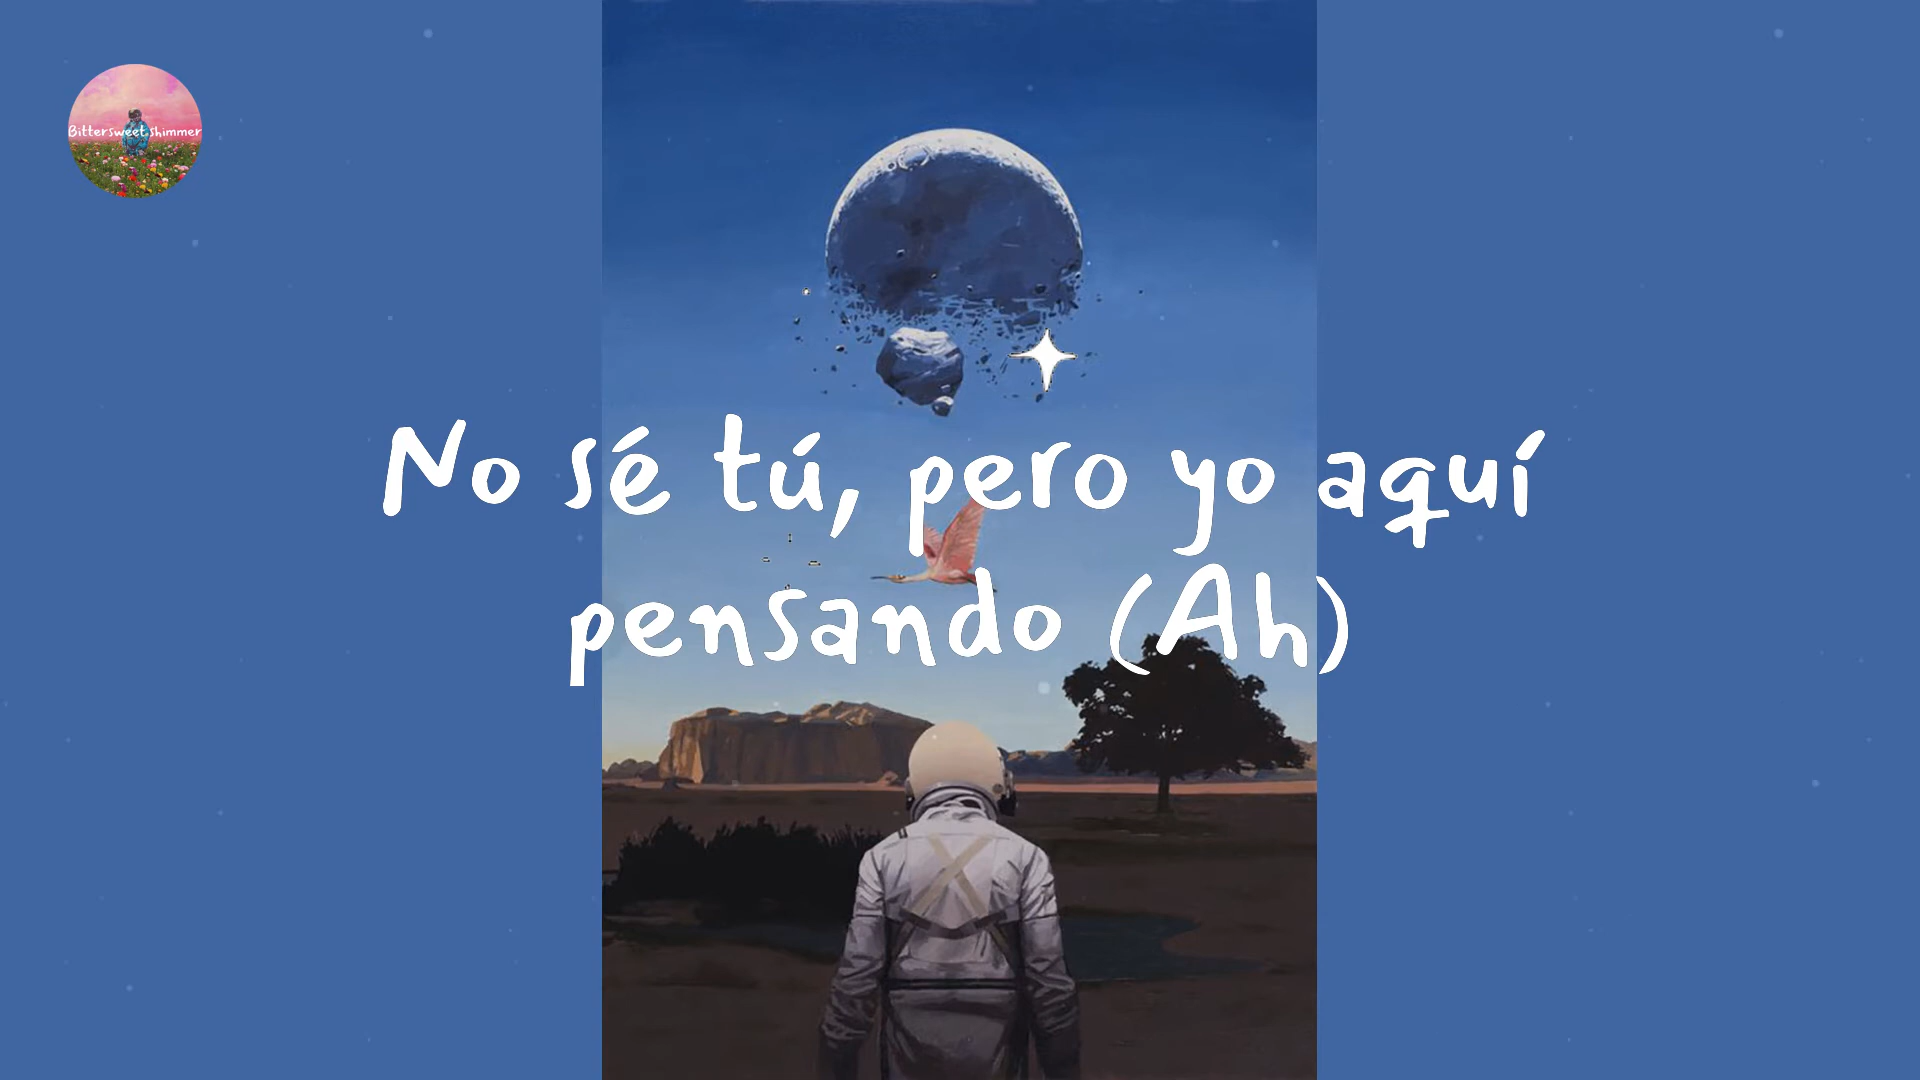 Bittersweet shimmer
No sé tú, pero yo aquí
pensando (Ah)